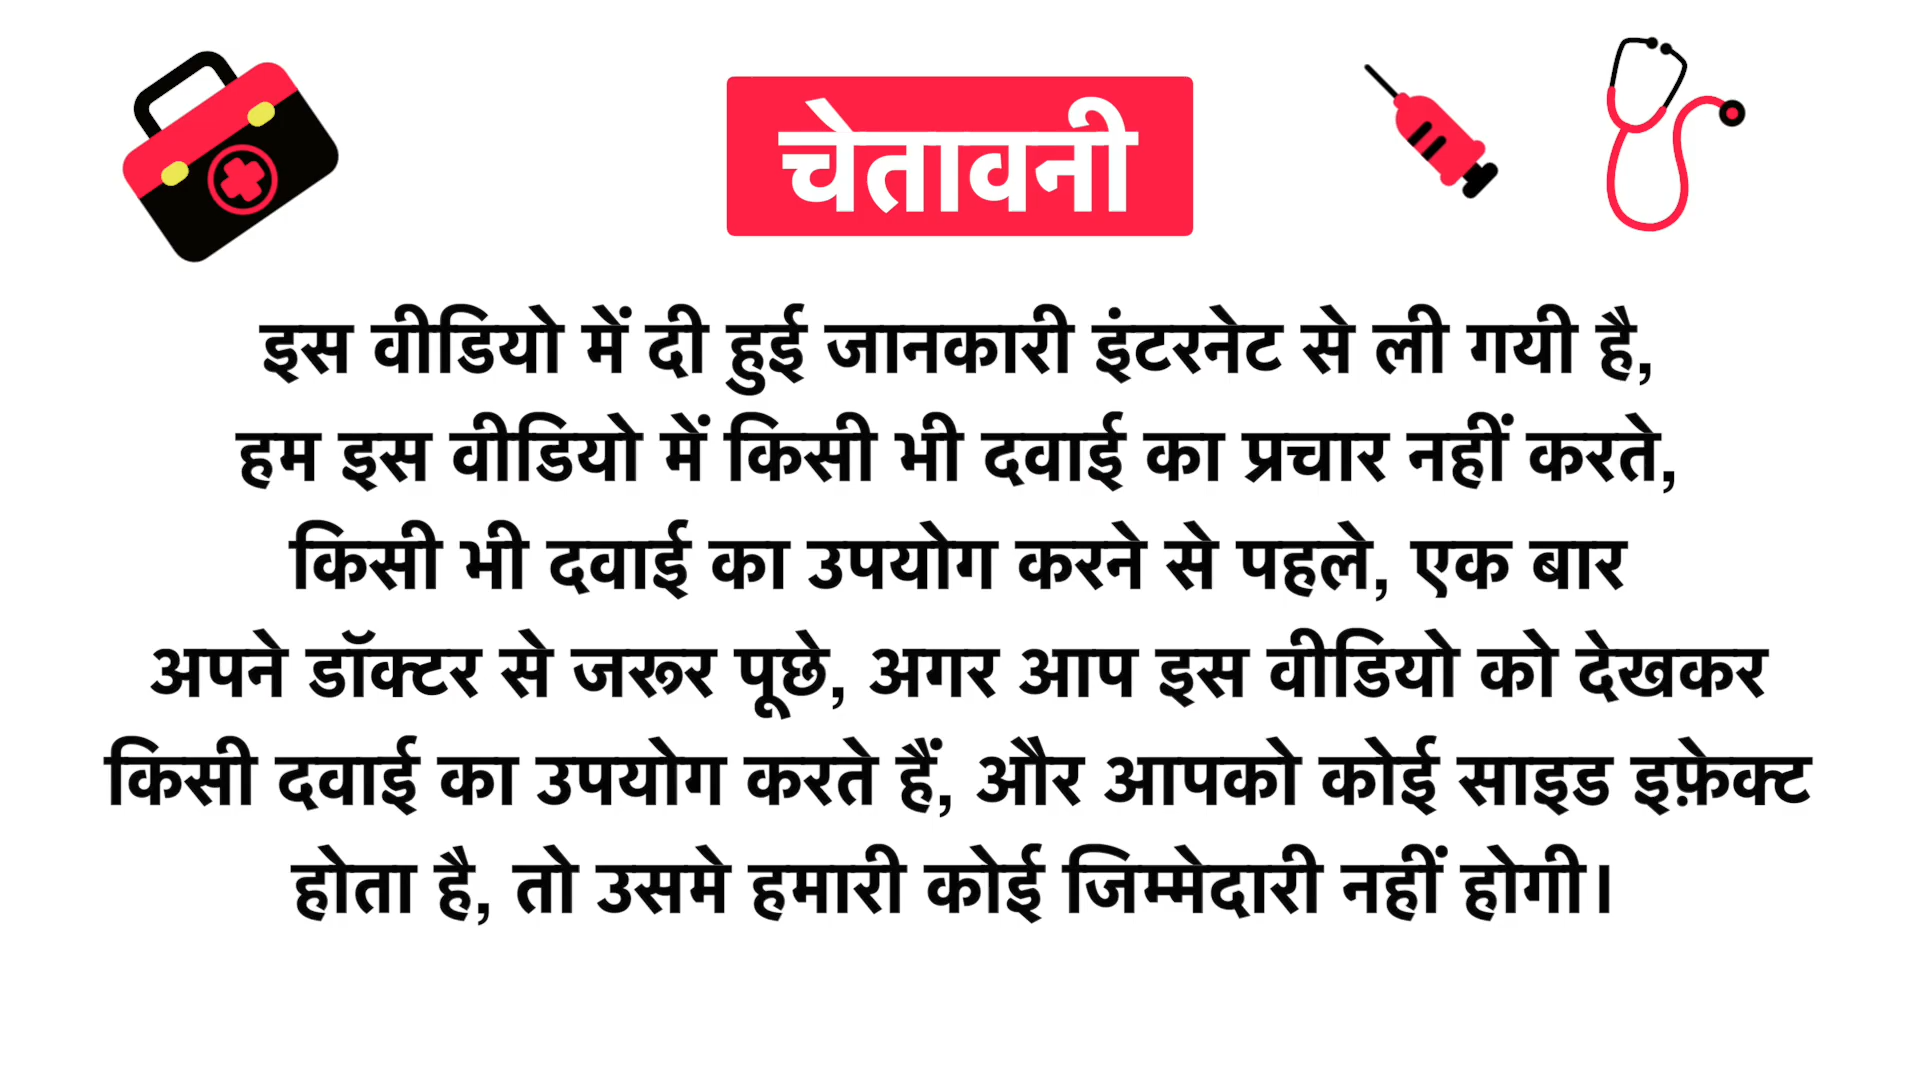 चेतावनी
इस वीडियो में दी हुई जानकारी इंटरनेट से ली गयी है,
हम इस वीडियो में किसी भी दवाई का प्रचार नहीं करते,
किसी भी दवाई का उपयोग करने से पहले, एक बार
अपने डॉक्टर से जरूर पूछे, अगर आप इस वीडियो को देखकर
किसी दवाई का उपयोग करते हैं, और आपको कोई साइड इफ़ेक्ट
होता है, तो उसमे हमारी कोई जिम्मेदारी नहीं होगी।